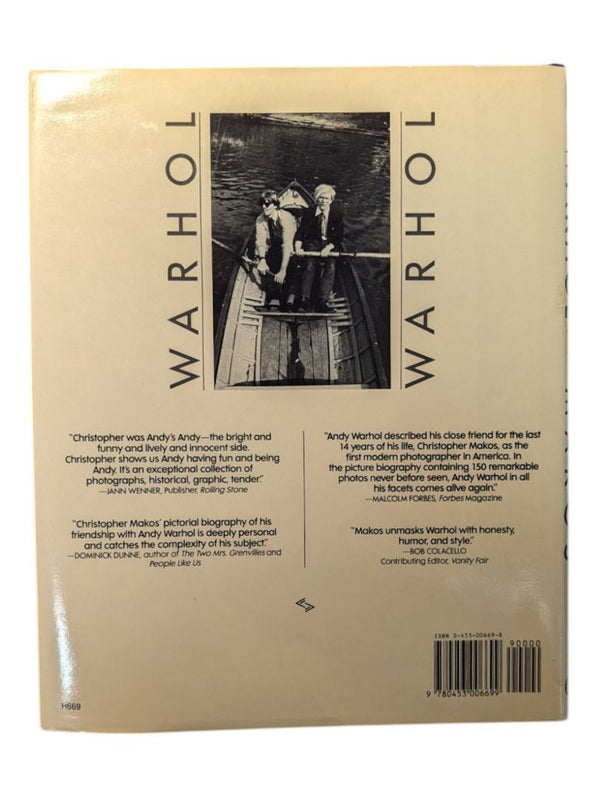 WARHOL
WARHOL
"Christopher was Andy's Andy—the bright and
funny and lively and innocent side.
Christopher shows us Andy having fun and being
Andy. It's an exceptional collection of
photographs, historical, graphic, tender."
—JANN WENNER, Publisher, Rolling Stone
"Christopher Makos' pictorial biography of his
friendship with Andy Warhol is deeply personal
and catches the complexity of his subject."
—DOMINICK DUNNE, author of The Two Mrs. Grenvilles and
People Like Us
"Andy Warhol described his close friend for the last
14 years of his life, Christopher Makos, as the
first modern photographer in America. In
the picture biography containing 150 remarkable
photos never before seen, Andy Warhol in all
his facets comes alive again."
—MALCOLM FORBES, Forbes Magazine
"Makos unmasks Warhol with honesty,
humor, and style."
—BOB COLACELLO
Contributing Editor, Vanity Fair
ISBN 0-453-00669-8
90000
9 780453 006699
H669